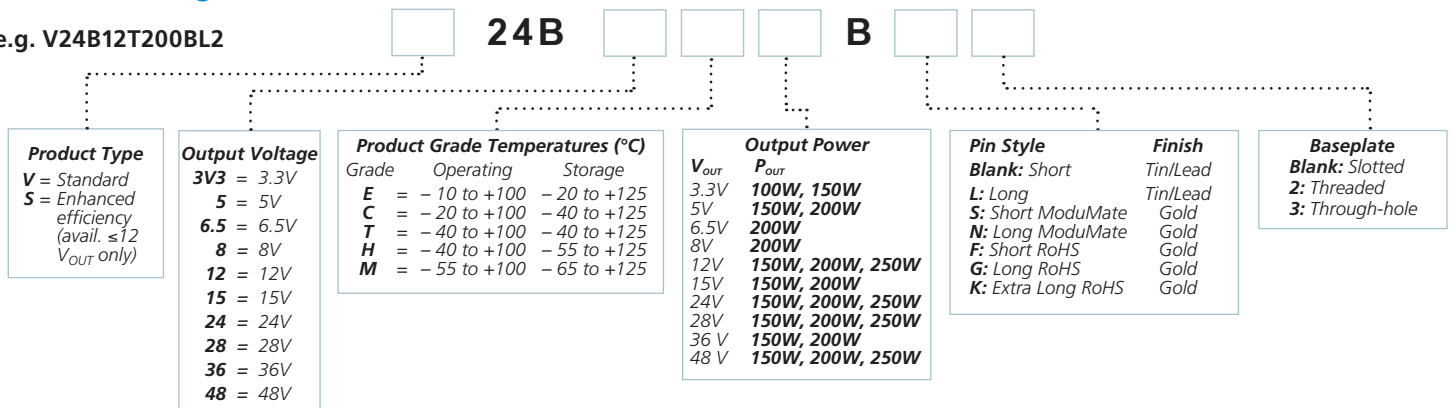 e.g. V24B12T200BL2
24B B
Product Type
V = Standard
S = Enhanced
efficiency
(avail. ≤12
VOUT only)
Output Voltage
3V3 = 3.3V
5 = 5V
6.5 = 6.5V
8 = 8V
12 = 12V
15 = 15V
24 = 24V
28 = 28V
36 = 36V
48 = 48V
Product Grade Temperatures (°C)
Grade Operating Storage
E = – 10 to +100 – 20 to +125
C = – 20 to +100 – 40 to +125
T = – 40 to +100 – 40 to +125
H = – 40 to +100 – 55 to +125
M = – 55 to +100 – 65 to +125
Output Power
VOUT POUT
3.3V 100W, 150W
5V 150W, 200W
6.5V 200W
8V 200W
12V 150W, 200W, 250W
15V 150W, 200W
24V 150W, 200W, 250W
28V 150W, 200W, 250W
36 V 150W, 200W
48 V 150W, 200W, 250W
Pin Style Finish
Blank: Short Tin/Lead
L: Long Tin/Lead
S: Short ModuMate Gold
N: Long ModuMate Gold
F: Short RoHS Gold
G: Long RoHS Gold
K: Extra Long RoHS Gold
Baseplate
Blank: Slotted
2: Threaded
3: Through-hole